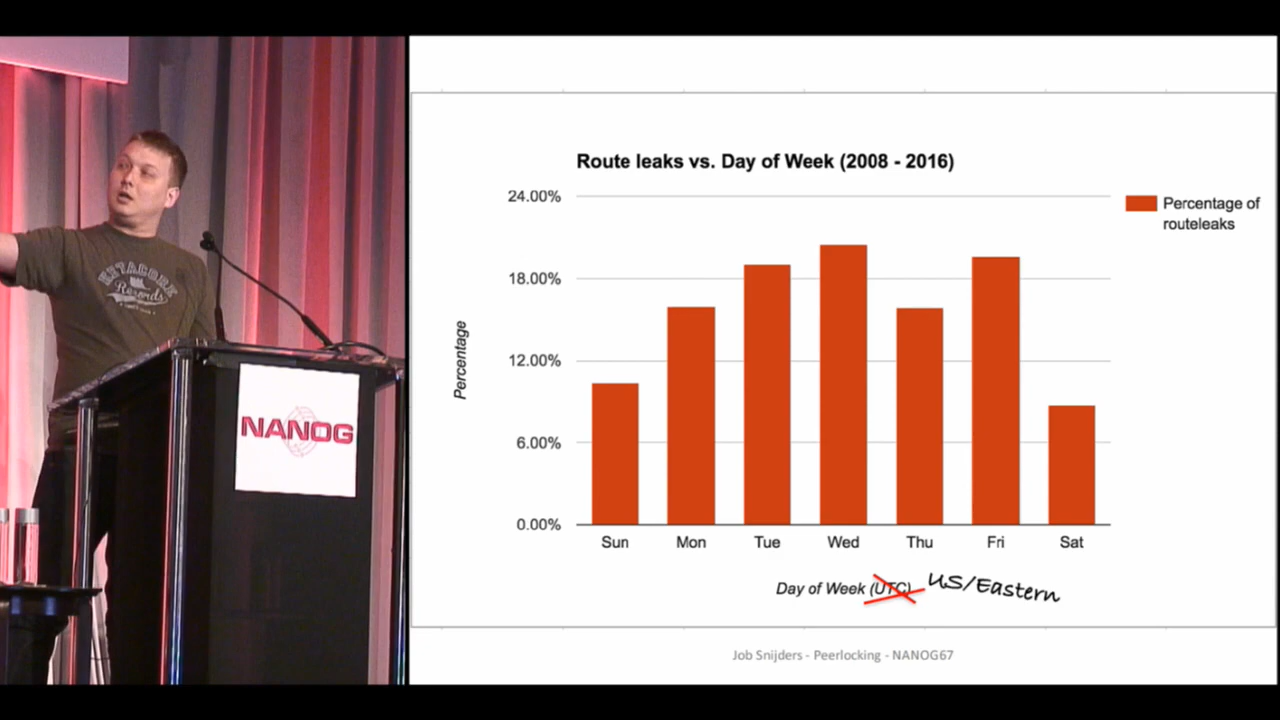 METACORE
Records
NANOG
Route leaks vs. Day of Week (2008 - 2016)
24.00%
18.00%
12.00%
6.00%
0.00%
Percentage
Percentage of
routeleaks
Sun Mon Tue Wed Thu Fri Sat
Day of Week (UTC) US/Eastern
Job Snijders - Peerlocking - NANOG67